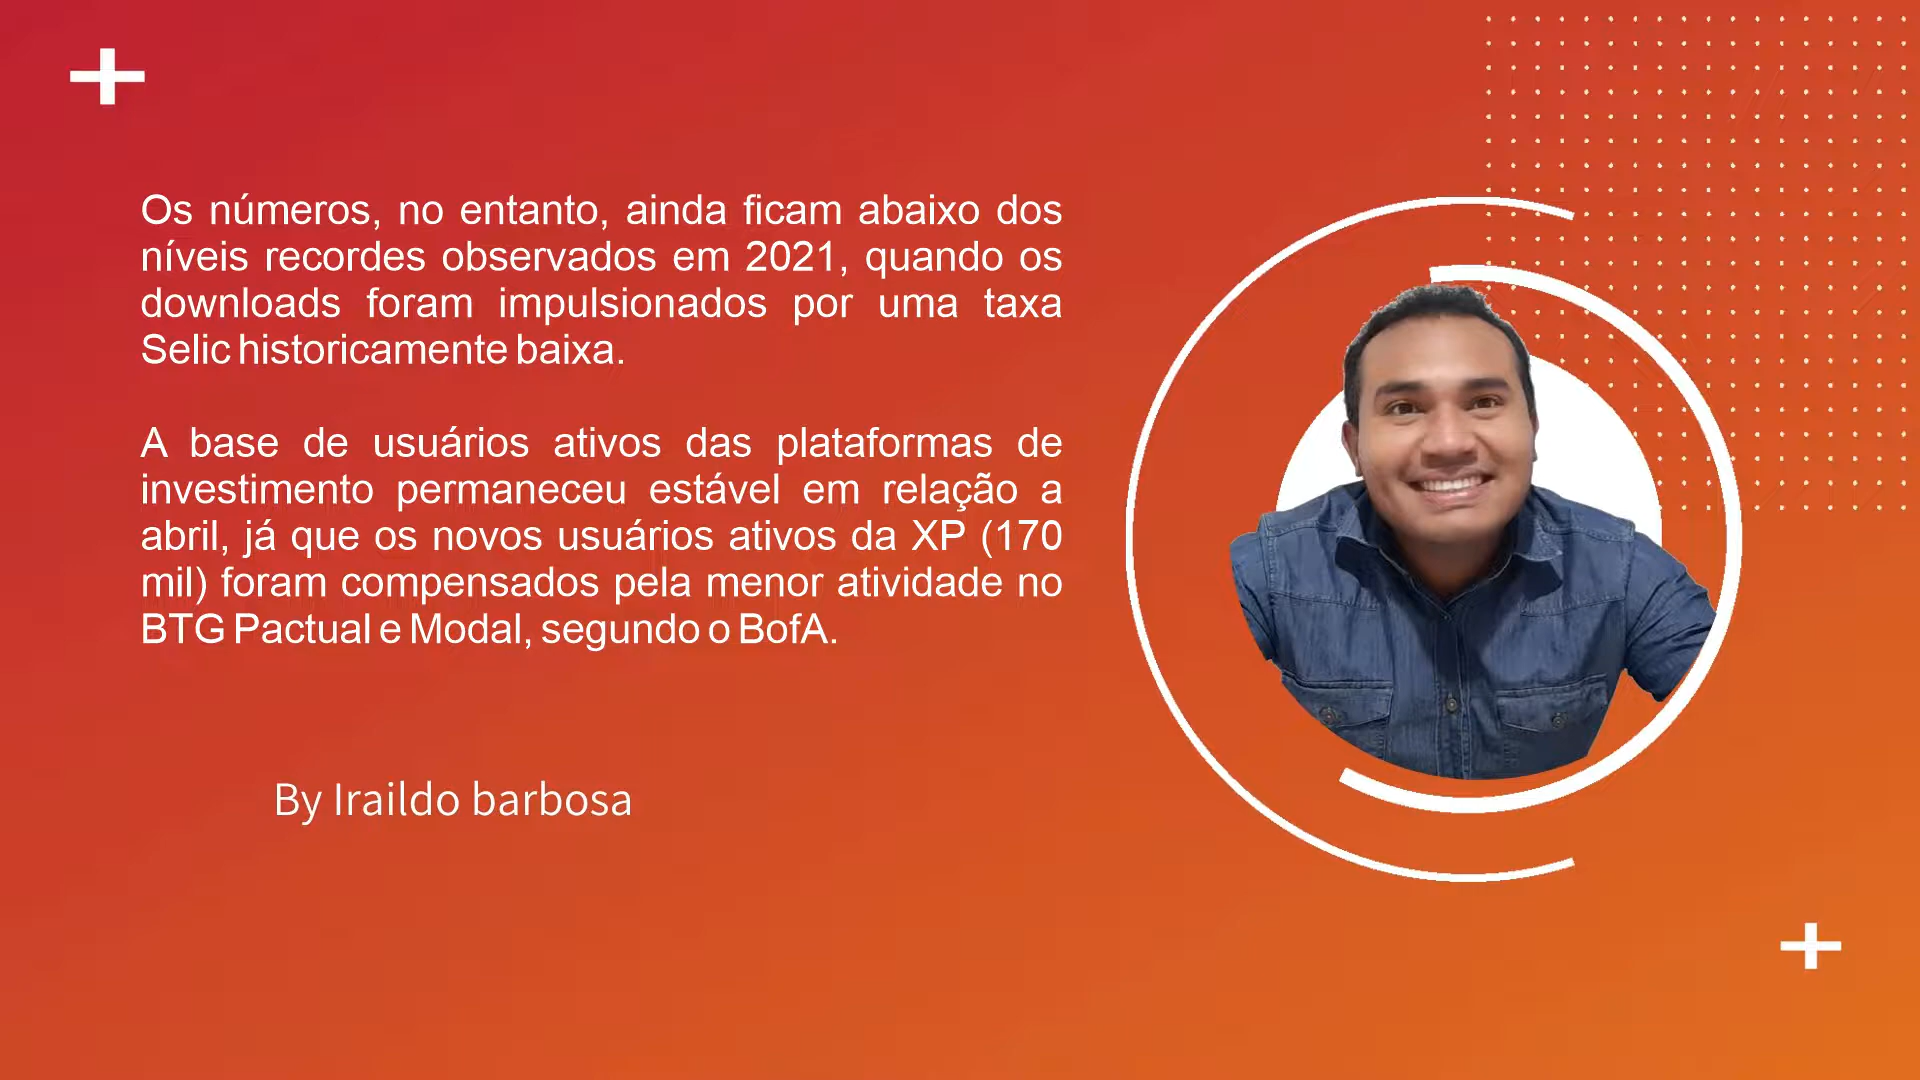 Os números, no entanto, ainda ficam abaixo dos
níveis recordes observados em 2021, quando os
downloads foram impulsionados por uma taxa
Selic historicamente baixa.
A base de usuários ativos das plataformas de
investimento permaneceu estável em relação a
abril, já que os novos usuários ativos da XP (170
mil) foram compensados pela menor atividade no
BTG Pactual e Modal, segundo o BofA.
By Iraildo barbosa